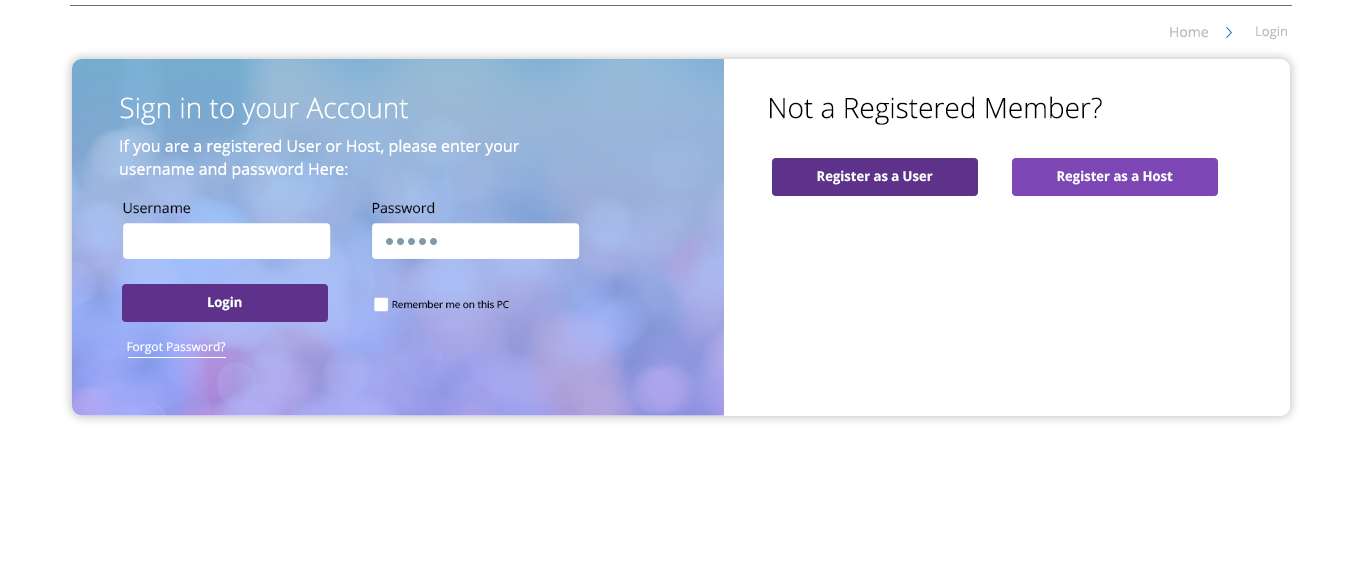 Home > Login
Sign in to your Account
If you are a registered User or Host, please enter your
username and password Here:
Username Password
Login
Remember me on this PC
Forgot Password?
Not a Registered Member?
Register as a User Register as a Host